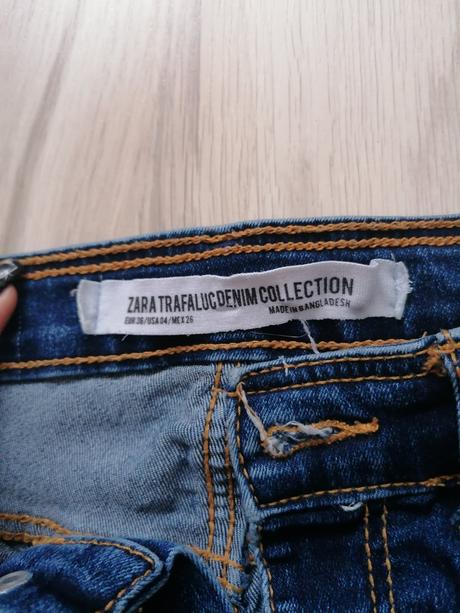 ZARA TRAFALUC DENIM COLLECTION
MADE IN BANGLADESH
EUR 36/USA 04/MEX 26